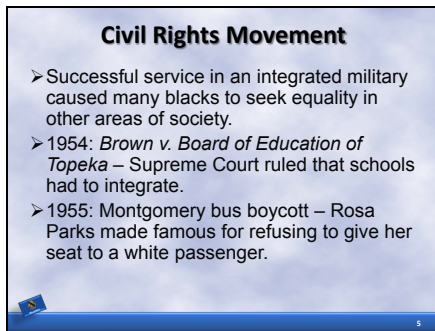 Civil Rights Movement
➢Successful service in an integrated military
caused many blacks to seek equality in
other areas of society.
➢1954: Brown v. Board of Education of
Topeka – Supreme Court ruled that schools
had to integrate.
➢1955: Montgomery bus boycott – Rosa
Parks made famous for refusing to give her
seat to a white passenger.
5